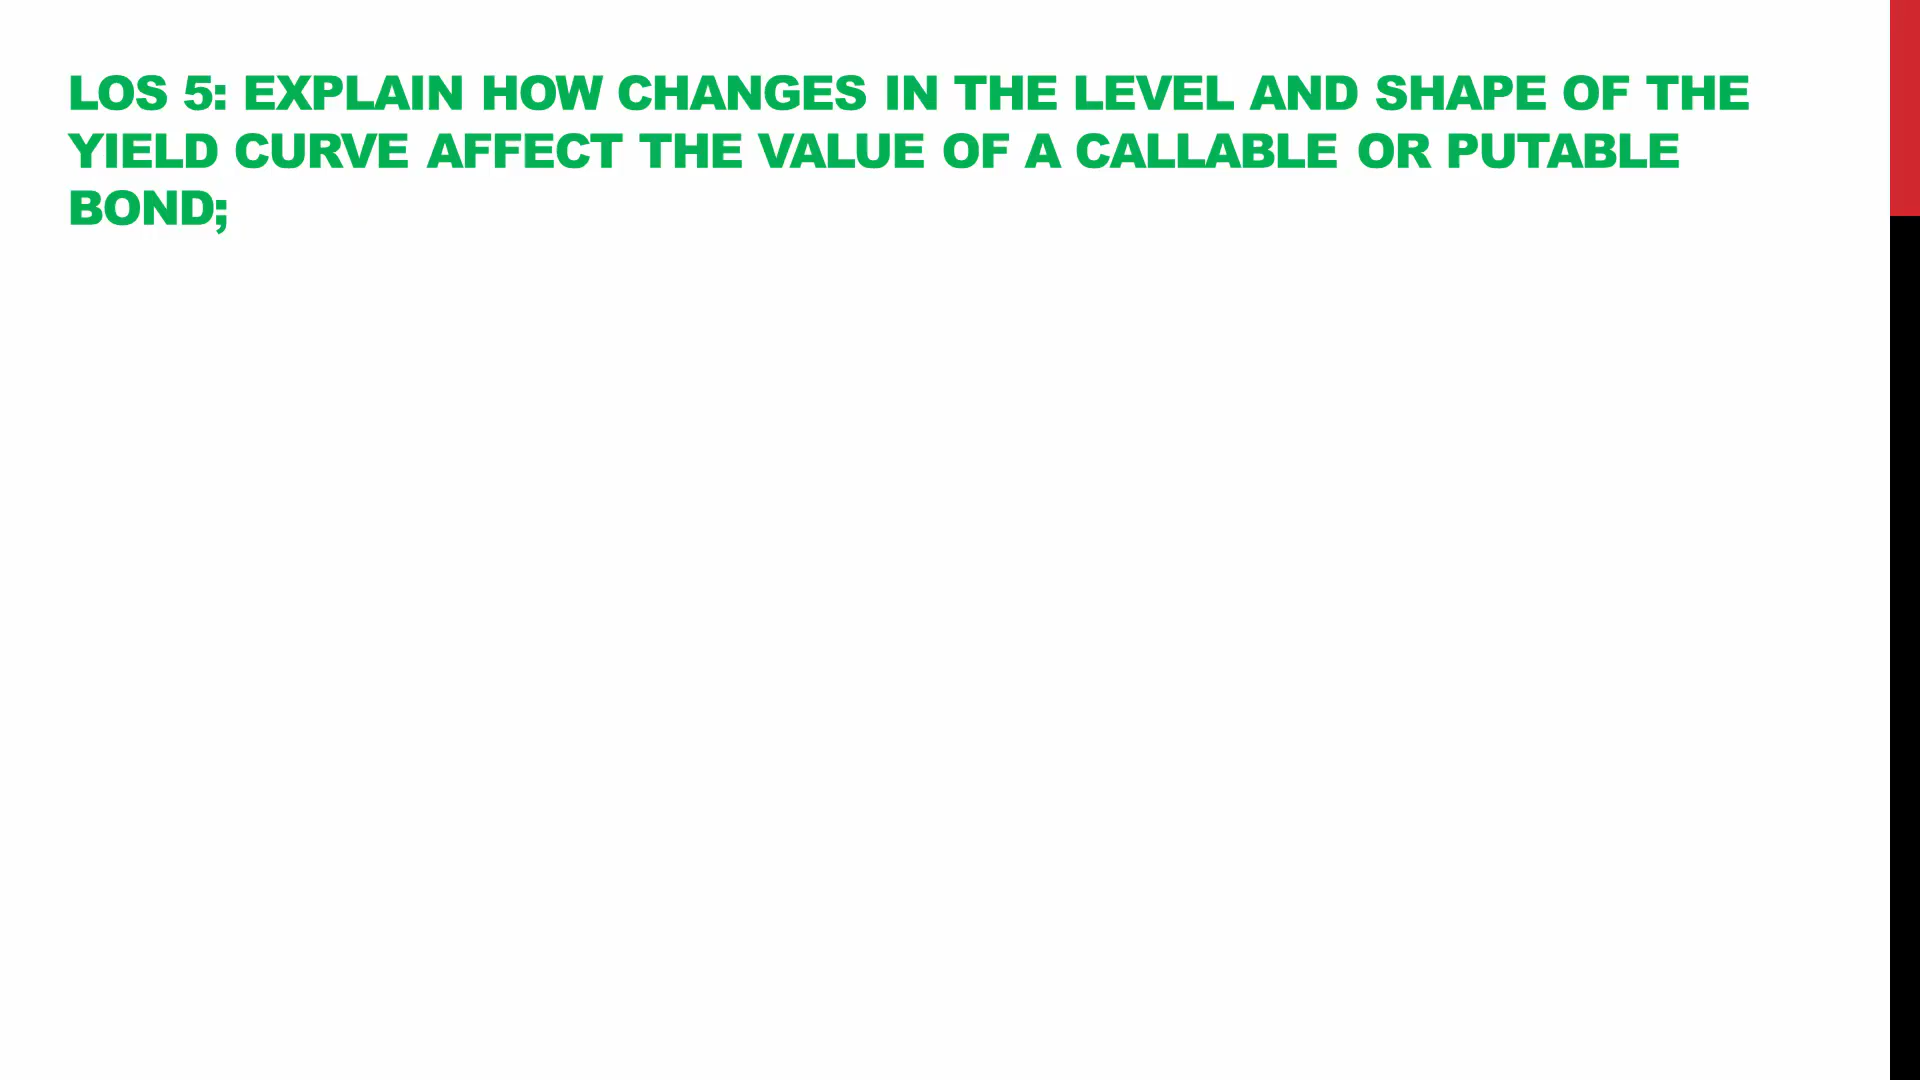 LOS 5: EXPLAIN HOW CHANGES IN THE LEVEL AND SHAPE OF THE
YIELD CURVE AFFECT THE VALUE OF A CALLABLE OR PUTABLE
BOND;